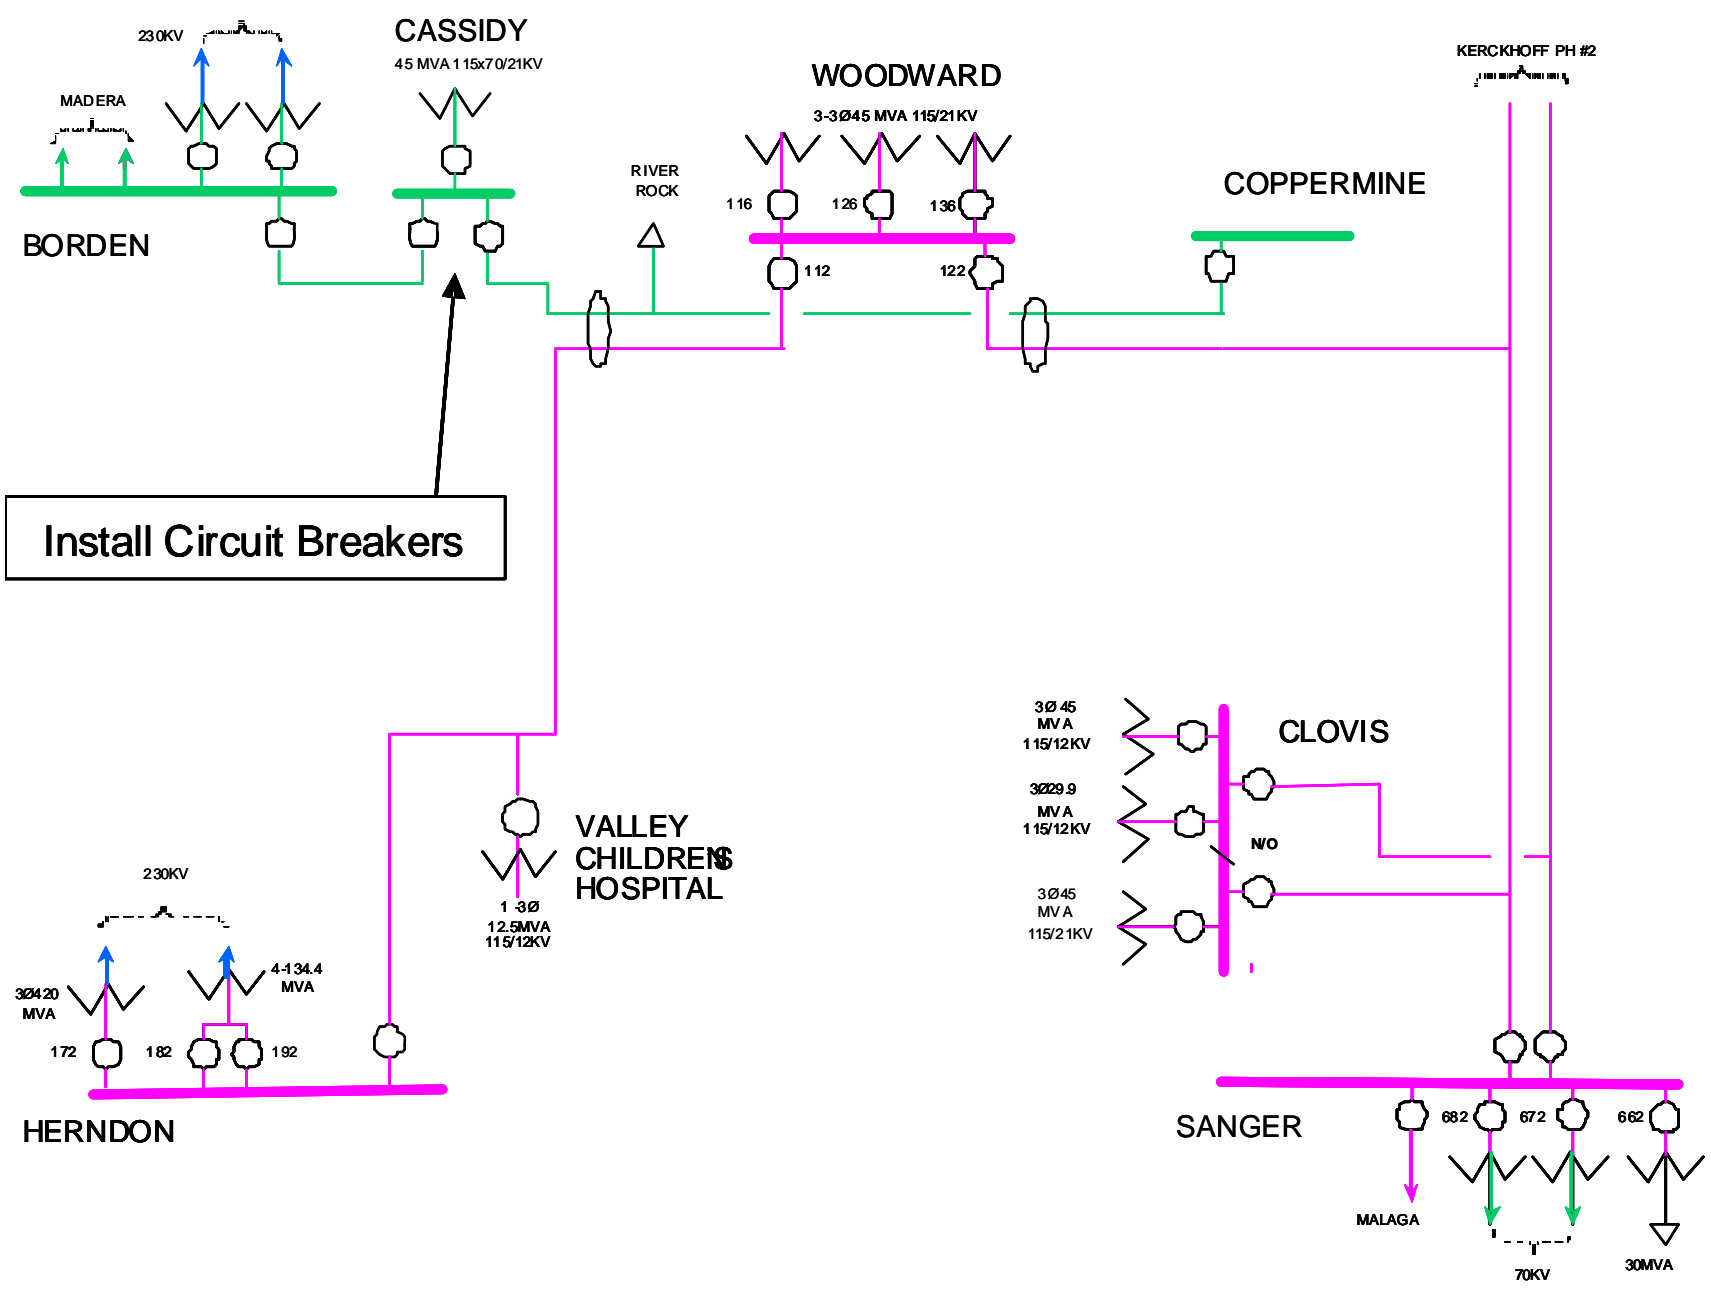 230KV
CASSIDY
45 MVA 115x70/21KV
MADERA
BORDEN
RIVER
ROCK
WOODWARD
3-3Ø45 MVA 115/21KV
116
126
136
112
122
COPPERMINE
KERCKHOFF PH #2
Install Circuit Breakers
3Ø 45
MVA
115/12KV
CLOVIS
3Ø29.9
MVA
115/12KV
N/O
3Ø45
MVA
115/21KV
VALLEY
CHILDREN'S
HOSPITAL
1 -3Ø
12.5MVA
115/12KV
230KV
4-134.4
MVA
3Ø420
MVA
172
182
192
HERNDON
SANGER
682
672
662
MALAGA
70KV
30MVA